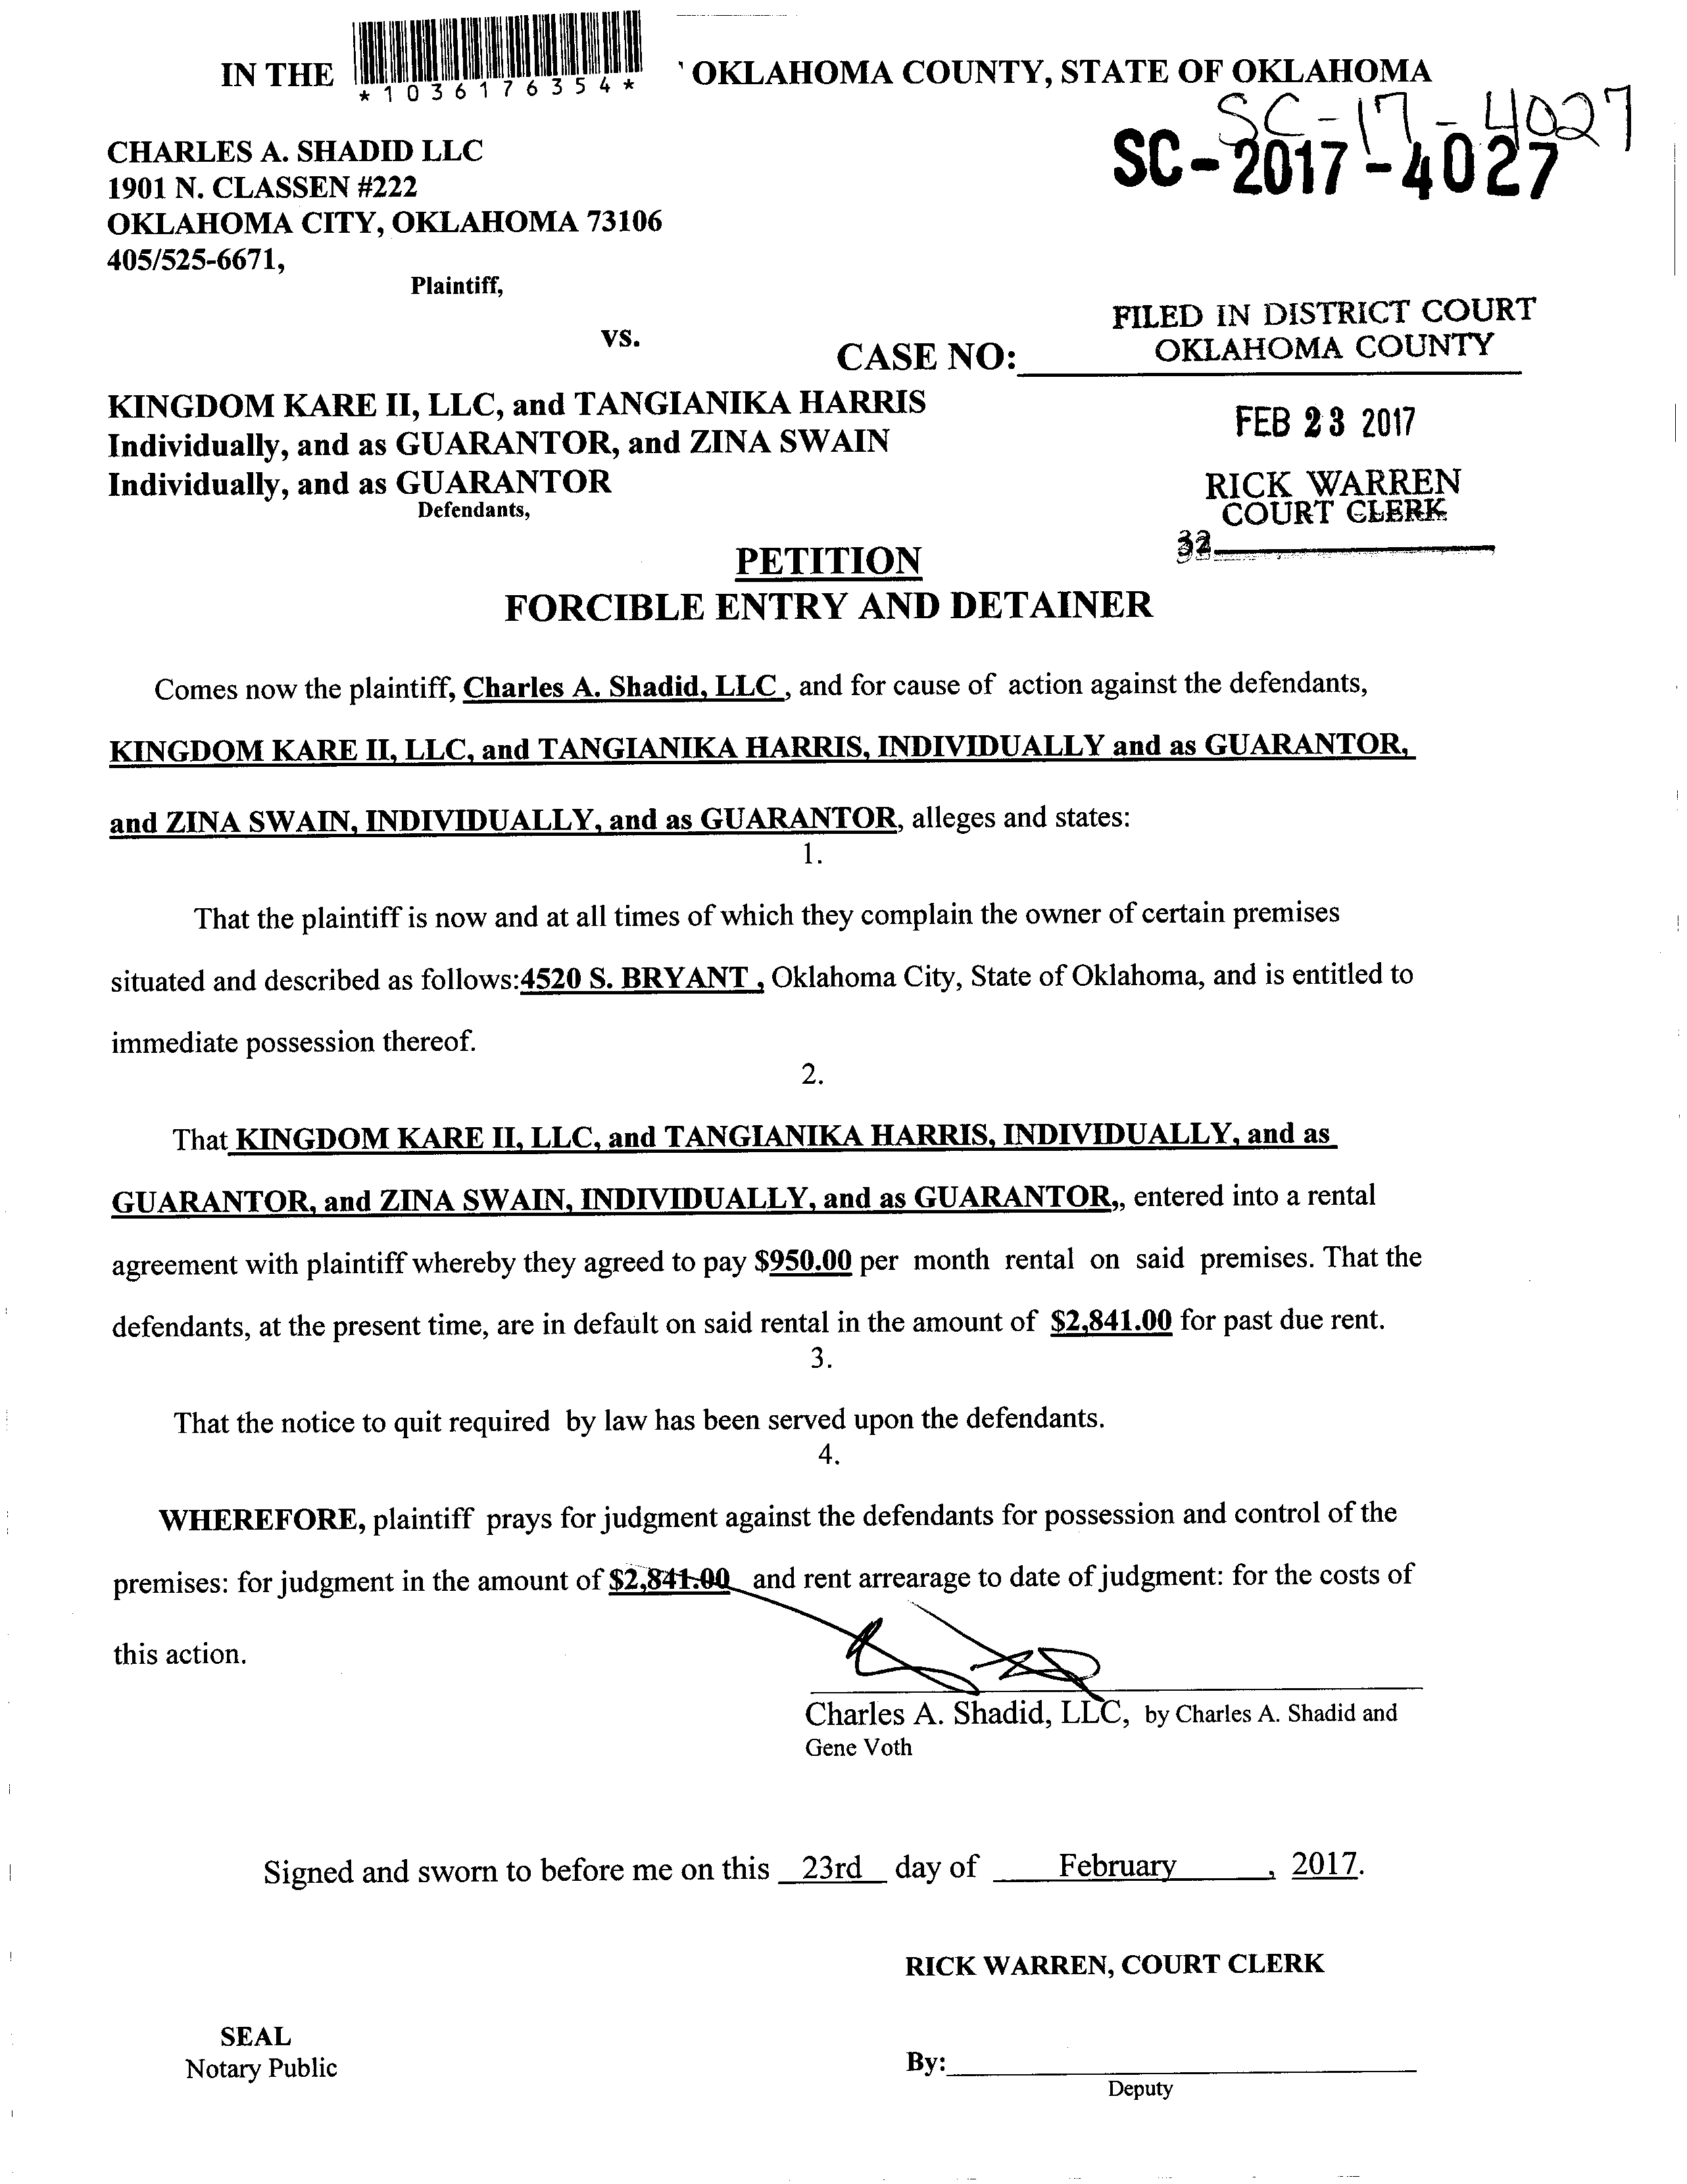 IN THE
*1036176354*
OKLAHOMA COUNTY, STATE OF OKLAHOMA
SC-17-4027
SC-2017-4027
CHARLES A. SHADID LLC
1901 N. CLASSEN #222
OKLAHOMA CITY, OKLAHOMA 73106
405/525-6671,
Plaintiff,
vs.
CASE NO:
FILED IN DISTRICT COURT
OKLAHOMA COUNTY
KINGDOM KARE II, LLC, and TANGIANIKA HARRIS
Individually, and as GUARANTOR, and ZINA SWAIN
Individually, and as GUARANTOR
Defendants,
FEB 23 2017
RICK WARREN
COURT CLERK
32
PETITION
FORCIBLE ENTRY AND DETAINER
Comes now the plaintiff, Charles A. Shadid, LLC , and for cause of action against the defendants,
KINGDOM KARE II, LLC, and TANGIANIKA HARRIS, INDIVIDUALLY and as GUARANTOR,
and ZINA SWAIN, INDIVIDUALLY, and as GUARANTOR, alleges and states:
1.
That the plaintiff is now and at all times of which they complain the owner of certain premises
situated and described as follows:4520 S. BRYANT , Oklahoma City, State of Oklahoma, and is entitled to
immediate possession thereof.
2.
That KINGDOM KARE II, LLC, and TANGIANIKA HARRIS, INDIVIDUALLY, and as
GUARANTOR, and ZINA SWAIN, INDIVIDUALLY, and as GUARANTOR,, entered into a rental
agreement with plaintiff whereby they agreed to pay $950.00 per month rental on said premises. That the
defendants, at the present time, are in default on said rental in the amount of $2,841.00 for past due rent.
3.
That the notice to quit required by law has been served upon the defendants.
4.
WHEREFORE, plaintiff prays for judgment against the defendants for possession and control of the
premises: for judgment in the amount of $2,841.00 and rent arrearage to date of judgment: for the costs of
this action.
Charles A. Shadid, LLC, by Charles A. Shadid and
Gene Voth
Signed and sworn to before me on this 23rd day of February , 2017.
RICK WARREN, COURT CLERK
SEAL
Notary Public
By:
Deputy